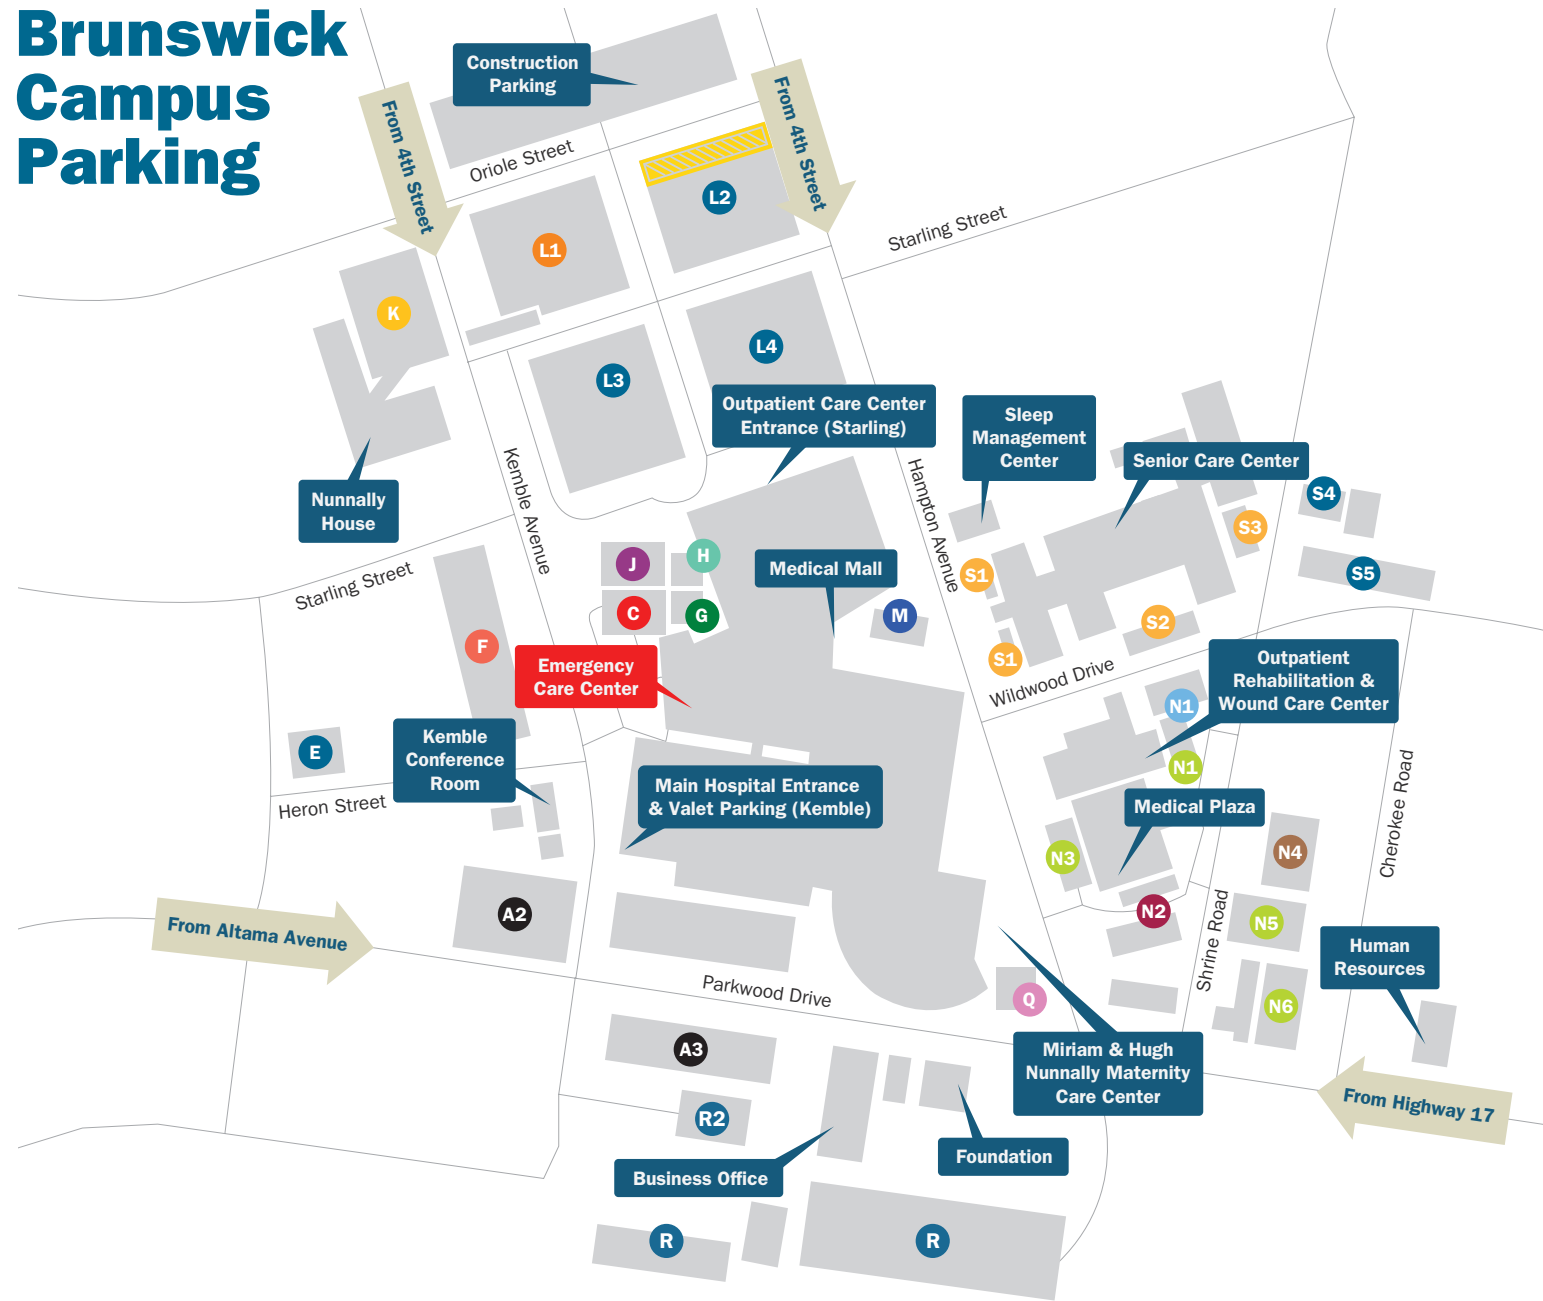 Brunswick
Campus
Parking
Construction
Parking
From 4th Street
From 4th Street
Oriole Street
L2
Starling Street
L1
K
L4
L3
Outpatient Care Center
Entrance (Starling)
Sleep
Management
Center
Senior Care Center
Nunnally
House
Kemble Avenue
Hampton Avenue
S4
S3
Starling Street
J
H
Medical Mall
S1
S5
C
G
M
S2
F
Emergency
Care Center
S1
Wildwood Drive
Outpatient
Rehabilitation &
Wound Care Center
N1
E
Kemble
Conference
Room
N1
Heron Street
Main Hospital Entrance
& Valet Parking (Kemble)
Medical Plaza
Cherokee Road
N3
N4
From Altama Avenue
A2
N2
N5
Shrine Road
Human
Resources
Parkwood Drive
Q
N6
A3
Miriam & Hugh
Nunnally Maternity
Care Center
From Highway 17
R2
Business Office
Foundation
R
R